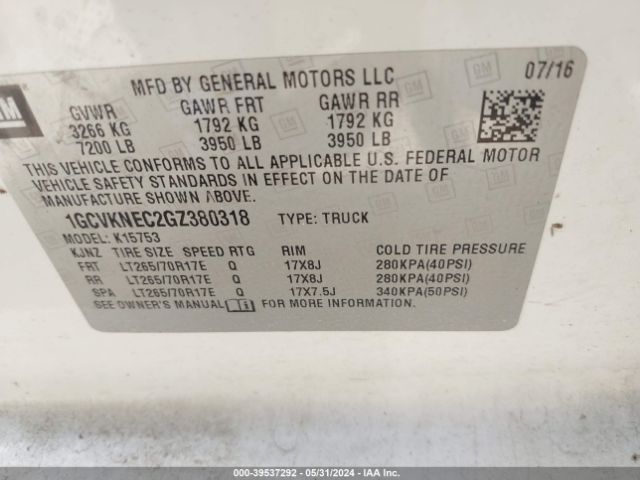 GM
MFD BY GENERAL MOTORS LLC
07/16
GVWR GAWR FRT GAWR RR
3266 KG 1792 KG 1792 KG
7200 LB 3950 LB 3950 LB
THIS VEHICLE CONFORMS TO ALL APPLICABLE U.S. FEDERAL MOTOR
VEHICLE SAFETY STANDARDS IN EFFECT ON THE DATE OF
MANUFACTURE SHOWN ABOVE.
1GCVKNEC2GZ380318 TYPE: TRUCK
MODEL: K15753
KJNZ TIRE SIZE SPEED RTG RIM COLD TIRE PRESSURE
FRT LT265/70R17E Q 17X8J 280KPA(40PSI)
RR LT265/70R17E Q 17X8J 280KPA(40PSI)
SPA LT265/70R17E Q 17X7.5J 340KPA(50PSI)
SEE OWNER'S MANUAL FOR MORE INFORMATION.
000-39537292 - 05/31/2024 - IAA Inc.